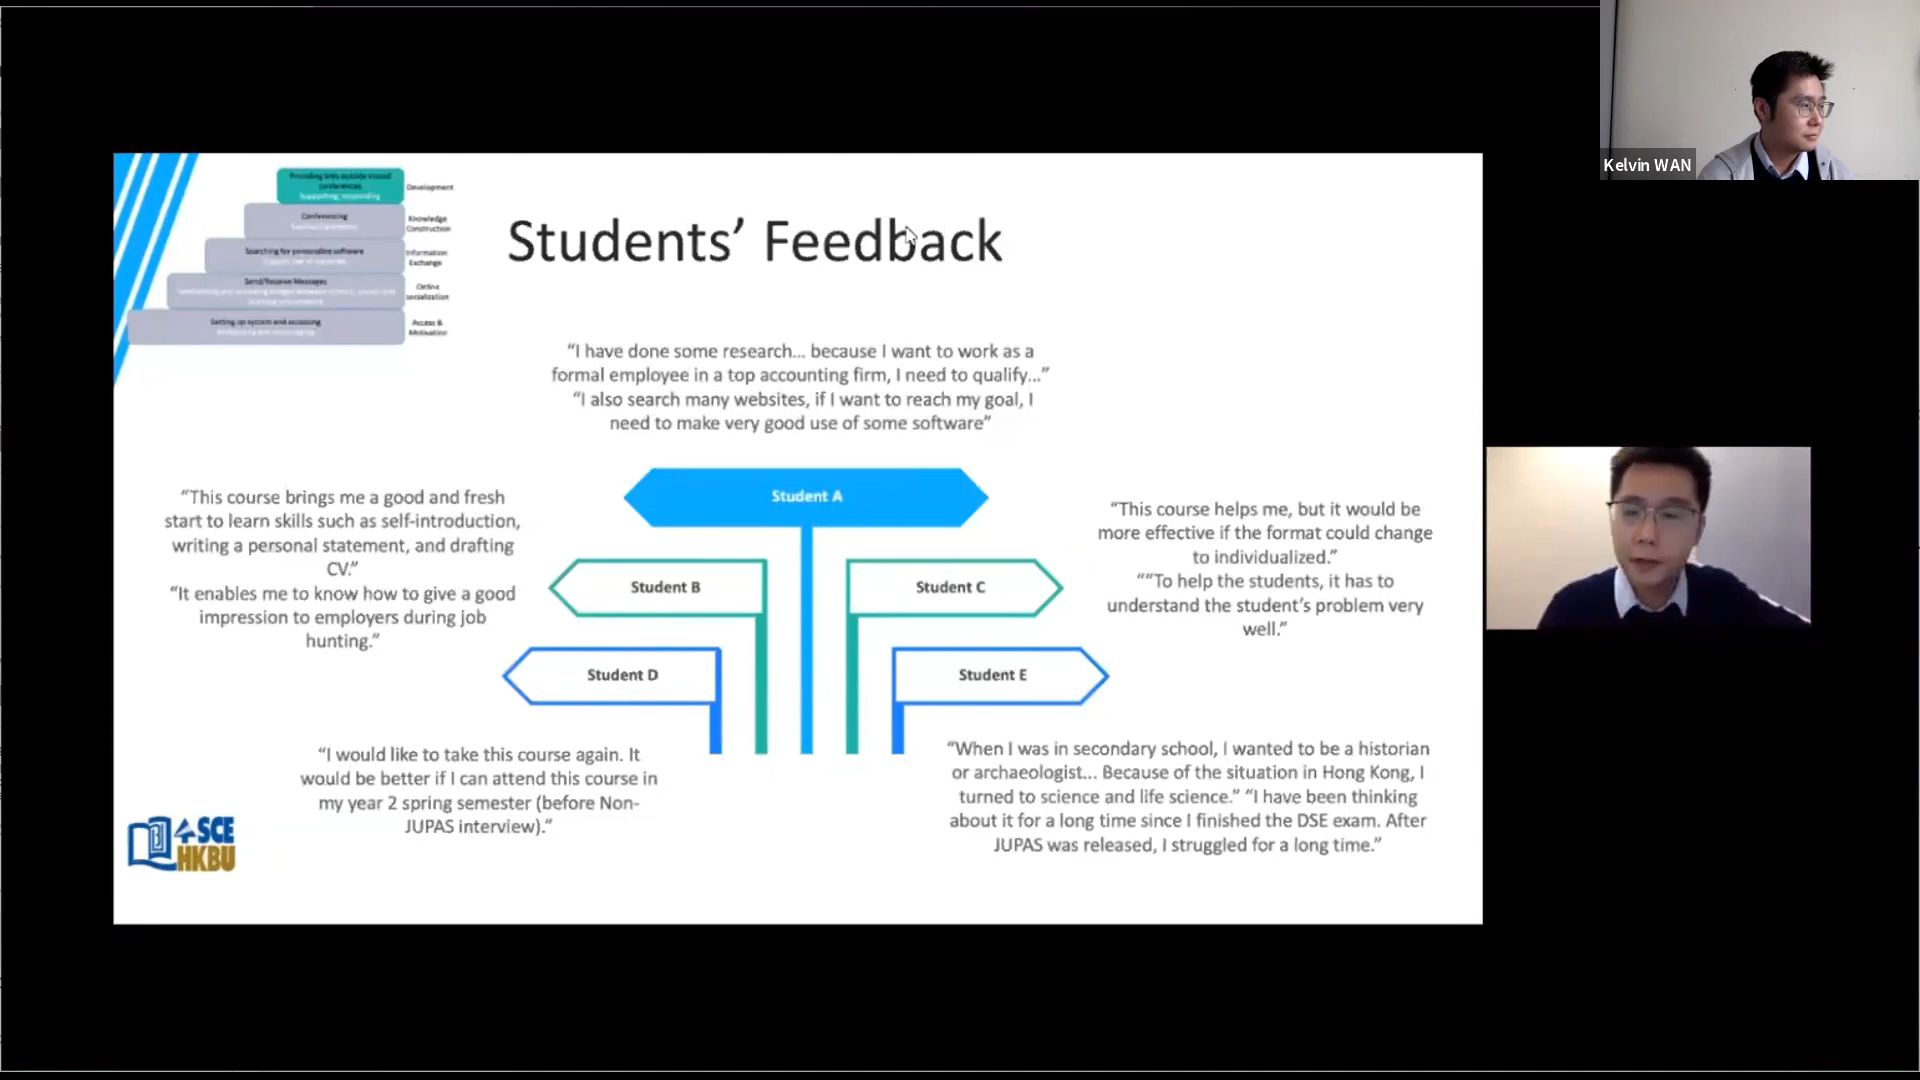 Kelvin WAN
Providing links outside closed
conferences
Supporting, responding
Development
Conferencing
Knowledge
Construction
Searching for personalise software
Information
Exchange
Send/Receive Messages
Online
socialization
Setting up system and accessing
Access &
Motivation
Students’ Feedback
“I have done some research... because I want to work as a
formal employee in a top accounting firm, I need to qualify...”
“I also search many websites, if I want to reach my goal, I
need to make very good use of some software”
“This course brings me a good and fresh
start to learn skills such as self-introduction,
writing a personal statement, and drafting
CV.”
“It enables me to know how to give a good
impression to employers during job
hunting.”
Student A
Student B
Student C
Student D
Student E
“This course helps me, but it would be
more effective if the format could change
to individualized.”
““To help the students, it has to
understand the student’s problem very
well.”
“I would like to take this course again. It
would be better if I can attend this course in
my year 2 spring semester (before Non-
JUPAS interview).”
“When I was in secondary school, I wanted to be a historian
or archaeologist... Because of the situation in Hong Kong, I
turned to science and life science.” “I have been thinking
about it for a long time since I finished the DSE exam. After
JUPAS was released, I struggled for a long time.”
SCE
HKBU